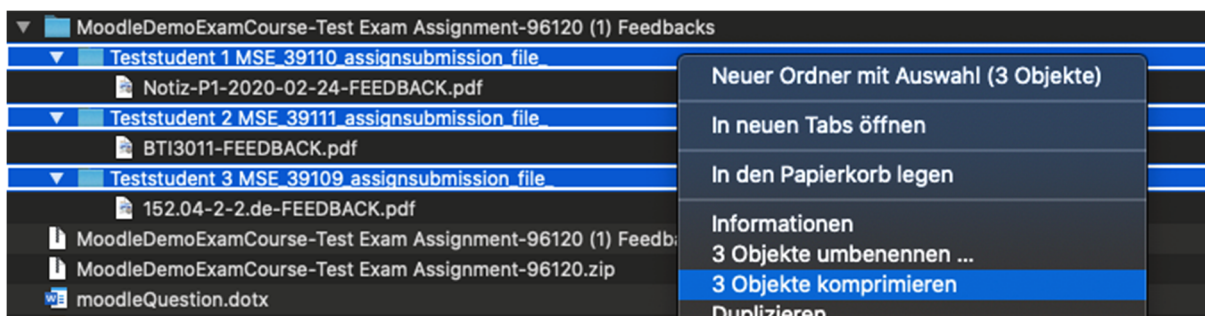 MoodleDemoExamCourse-Test Exam Assignment-96120 (1) Feedbacks
Teststudent 1 MSE_39110_assignsubmission_file_
Notiz-P1-2020-02-24-FEEDBACK.pdf
Teststudent 2 MSE_39111_assignsubmission_file_
BTI3011-FEEDBACK.pdf
Teststudent 3 MSE_39109_assignsubmission_file_
152.04-2-2.de-FEEDBACK.pdf
MoodleDemoExamCourse-Test Exam Assignment-96120 (1) Feedba
MoodleDemoExamCourse-Test Exam Assignment-96120.zip
moodleQuestion.dotx
Neuer Ordner mit Auswahl (3 Objekte)
In neuen Tabs öffnen
In den Papierkorb legen
Informationen
3 Objekte umbenennen ...
3 Objekte komprimieren
Duplizieren